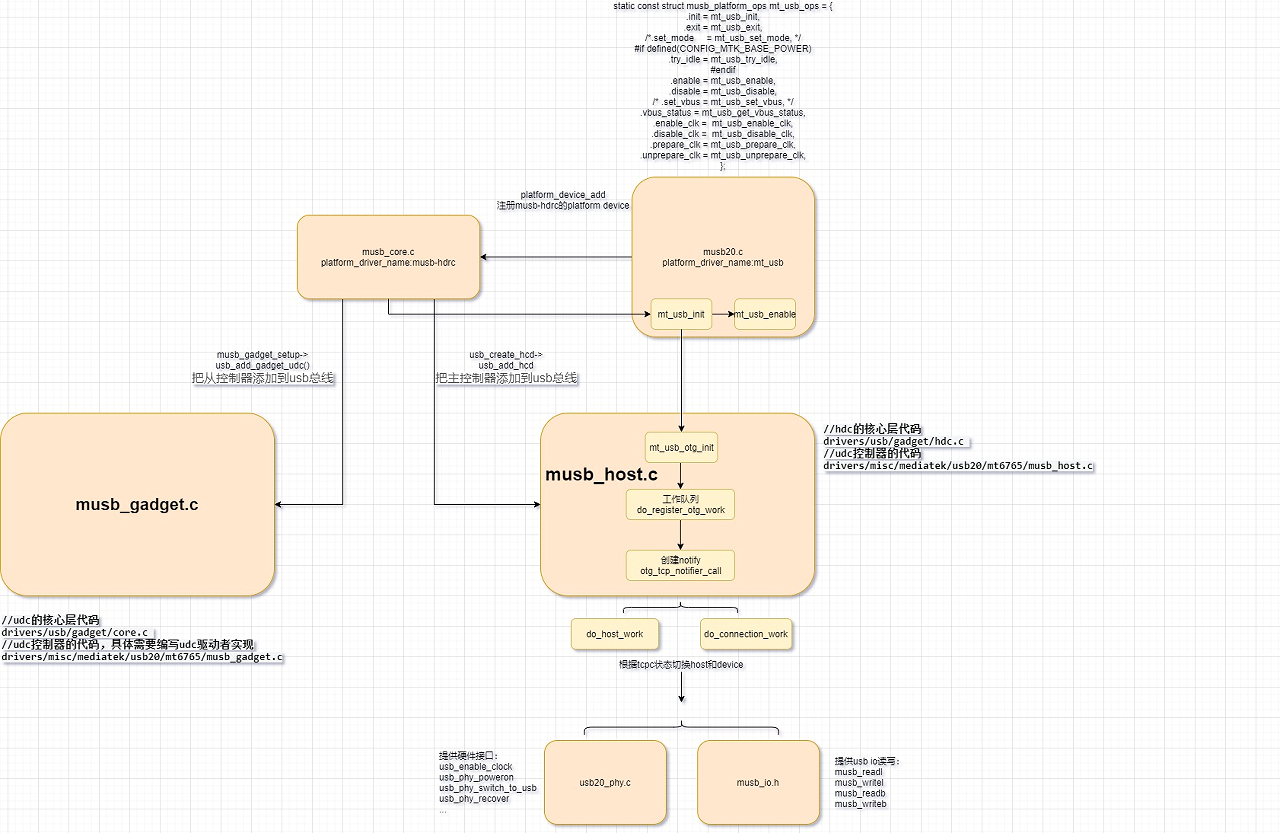 static const struct musb_platform_ops mt_usb_ops = {
.init = mt_usb_init,
.exit = mt_usb_exit,
/*.set_mode = mt_usb_set_mode, */
#if defined(CONFIG_MTK_BASE_POWER)
.try_idle = mt_usb_try_idle,
#endif
.enable = mt_usb_enable,
.disable = mt_usb_disable,
/* .set_vbus = mt_usb_set_vbus, */
.vbus_status = mt_usb_get_vbus_status,
.enable_clk = mt_usb_enable_clk,
.disable_clk = mt_usb_disable_clk,
.prepare_clk = mt_usb_prepare_clk,
.unprepare_clk = mt_usb_unprepare_clk,
};
platform_device_add
注册musb-hdrc的platform device
musb_core.c
platform_driver_name:musb-hdrc
musb20.c
platform_driver_name:mt_usb
mt_usb_init
mt_usb_enable
musb_gadget_setup->
usb_add_gadget_udc()
把从控制器添加到usb总线
usb_create_hcd->
usb_add_hcd
把主控制器添加到usb总线
musb_gadget.c
musb_host.c
mt_usb_otg_init
工作队列
do_register_otg_work
创建notify
otg_tcp_notifier_call
//hdc的核心层代码
drivers/usb/gadget/hdc.c
//udc控制器的代码
drivers/misc/mediatek/usb20/mt6765/musb_host.c
//udc的核心层代码
drivers/usb/gadget/core.c
//udc控制器的代码，具体需要编写udc驱动者实现
drivers/misc/mediatek/usb20/mt6765/musb_gadget.c
do_host_work
do_connection_work
根据tcpc状态切换host和device
提供硬件接口：
usb_enable_clock
usb_phy_poweron
usb_phy_switch_to_usb
usb_phy_recover
...
usb20_phy.c
musb_io.h
提供usb io读写：
musb_readl
musb_writel
musb_readb
musb_writeb